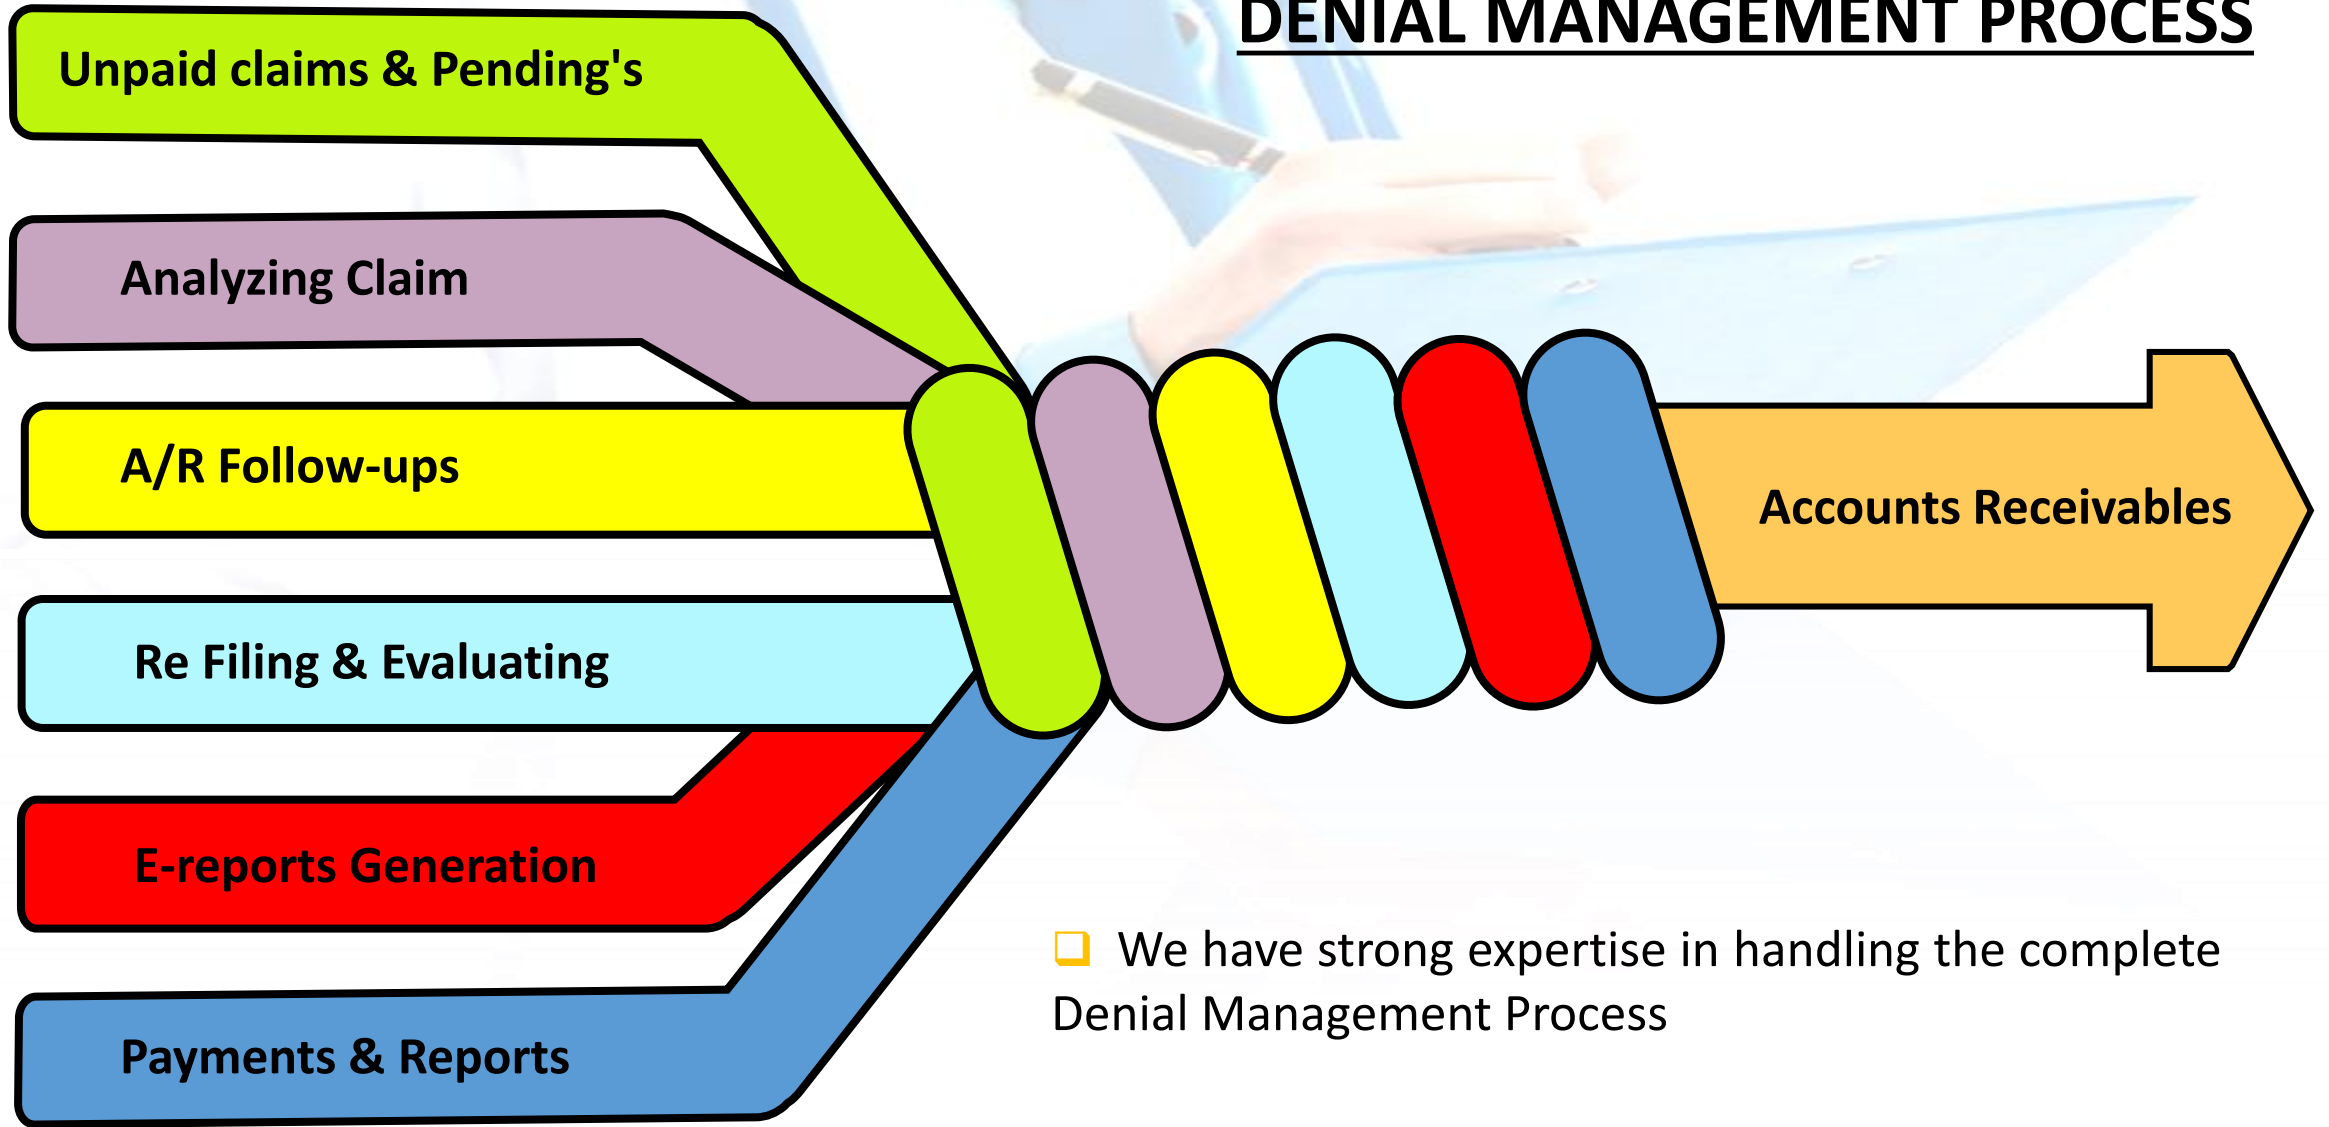 DENIAL MANAGEMENT PROCESS
Unpaid claims & Pending's
Analyzing Claim
A/R Follow-ups
Accounts Receivables
Re Filing & Evaluating
E-reports Generation
Payments & Reports
We have strong expertise in handling the complete
Denial Management Process